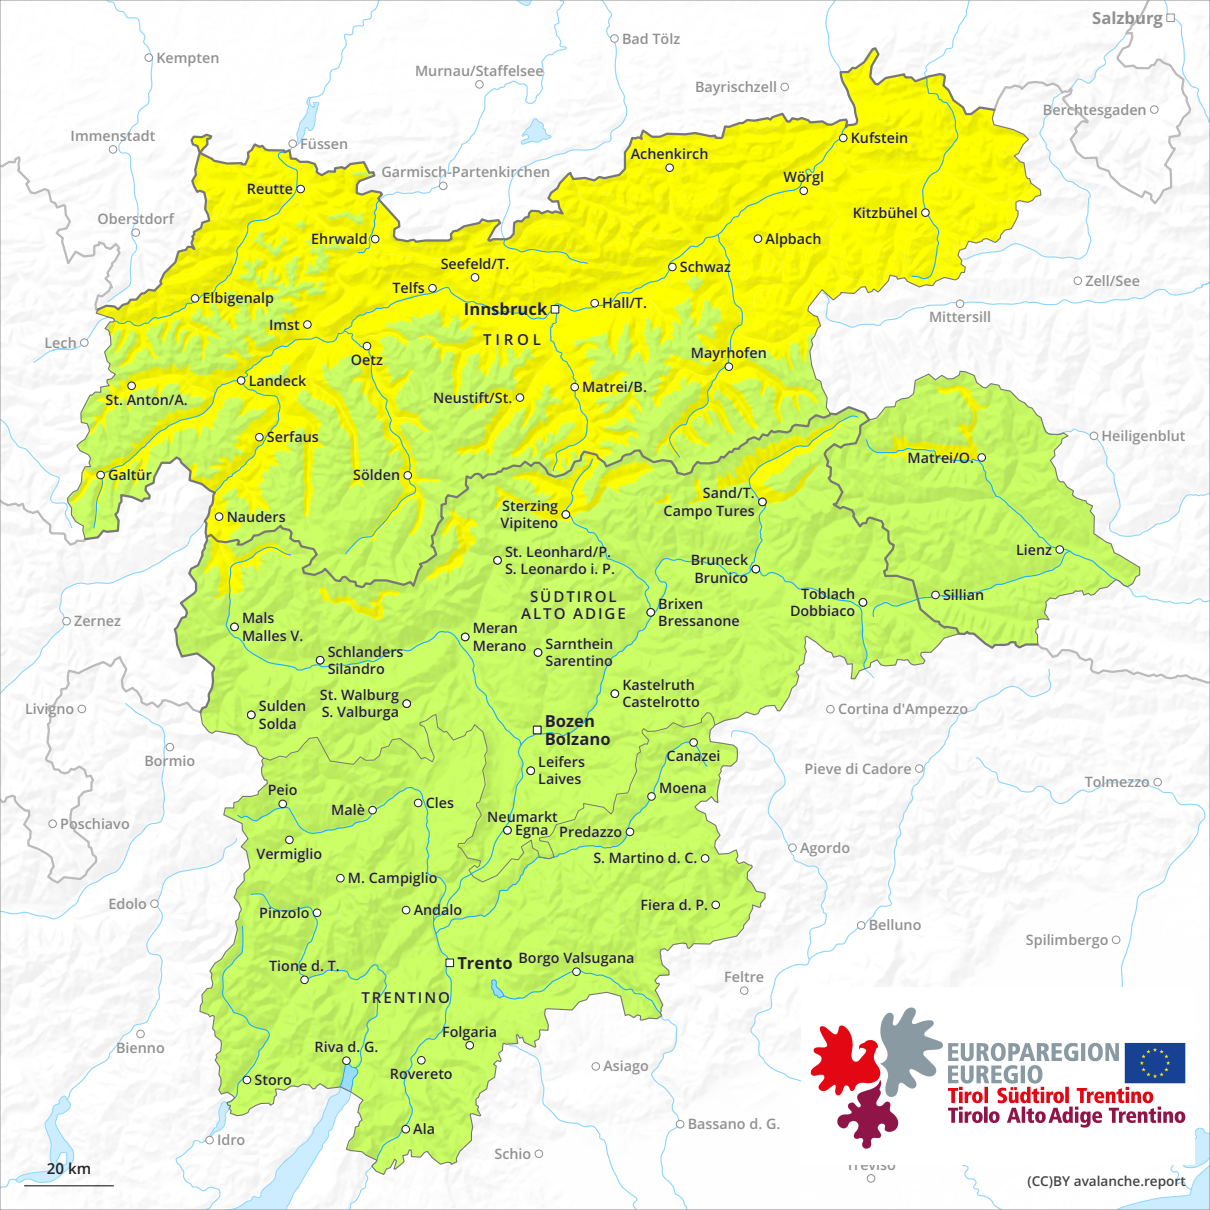 Salzburg
Bad Tölz
Kempten
Murnau/Staffelsee
Bayrischzell
Berchtesgaden
Immenstadt
Füssen
Kufstein
Achenkirch
Garmisch-Partenkirchen
Wörgl
Reutte
Oberstdorf
Kitzbühel
Ehrwald
Alpbach
Seefeld/T.
Schwaz
Zell/See
Telfs
Elbigenalp
Innsbruck
Hall/T.
Mittersill
Imst
TIROL
Lech
Oetz
Mayrhofen
Landeck
Matrei/B.
St. Anton/A.
Neustift/St.
Serfaus
Heiligenblut
Matrei/O.
Galtür
Sölden
Sand/T.
Campo Tures
Sterzing
Vipiteno
Nauders
St. Leonhard/P.
S. Leonardo i. P.
Lienz
Bruneck
Brunico
SÜDTIROL
ALTO ADIGE
Toblach
Dobbiaco
Sillian
Brixen
Bressanone
Zernez
Mals
Malles V.
Meran
Merano
Sarnthein
Sarentino
Schlanders
Silandro
Kastelruth
Castelrotto
St. Walburg
S. Valburga
Livigno
Sulden
Solda
Cortina d'Ampezzo
Bozen
Bolzano
Bormio
Canazei
Leifers
Laives
Pieve di Cadore
Tolmezzo
Peio
Moena
Malè
Cles
Neumarkt
Egna
Predazzo
Poschiavo
Vermiglio
S. Martino d. C.
Agordo
M. Campiglio
Edolo
Pinzolo
Andalo
Fiera d. P.
Belluno
Spilimbergo
Tione d. T.
Trento
Borgo Valsugana
Feltre
TRENTINO
Folgaria
Bienno
Riva d. G.
Rovereto
Asiago
Storo
EUROPAREGION
EUREGIO
Tirol Südtirol Trentino
Tirolo Alto Adige Trentino
Ala
Bassano d. G.
Idro
Schio
Treviso
20 km
(CC)BY avalanche.report